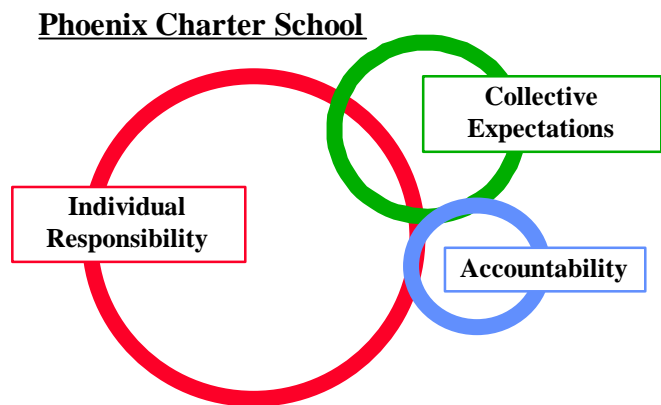 Phoenix Charter School
Collective
Expectations
Individual
Responsibility
Accountability